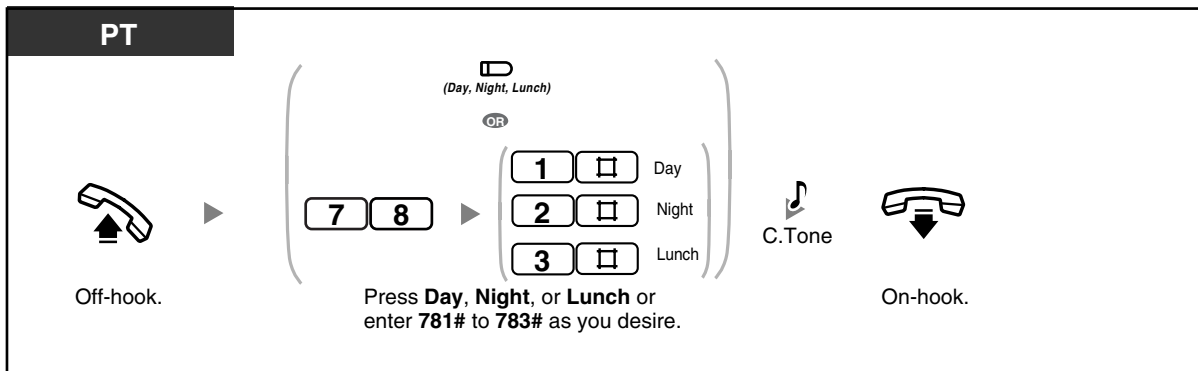 PT
(Day, Night, Lunch)
OR
1 # Day
7 8 2 # Night
3 # Lunch
C.Tone
Off-hook.
Press Day, Night, or Lunch or
enter 781# to 783# as you desire.
On-hook.